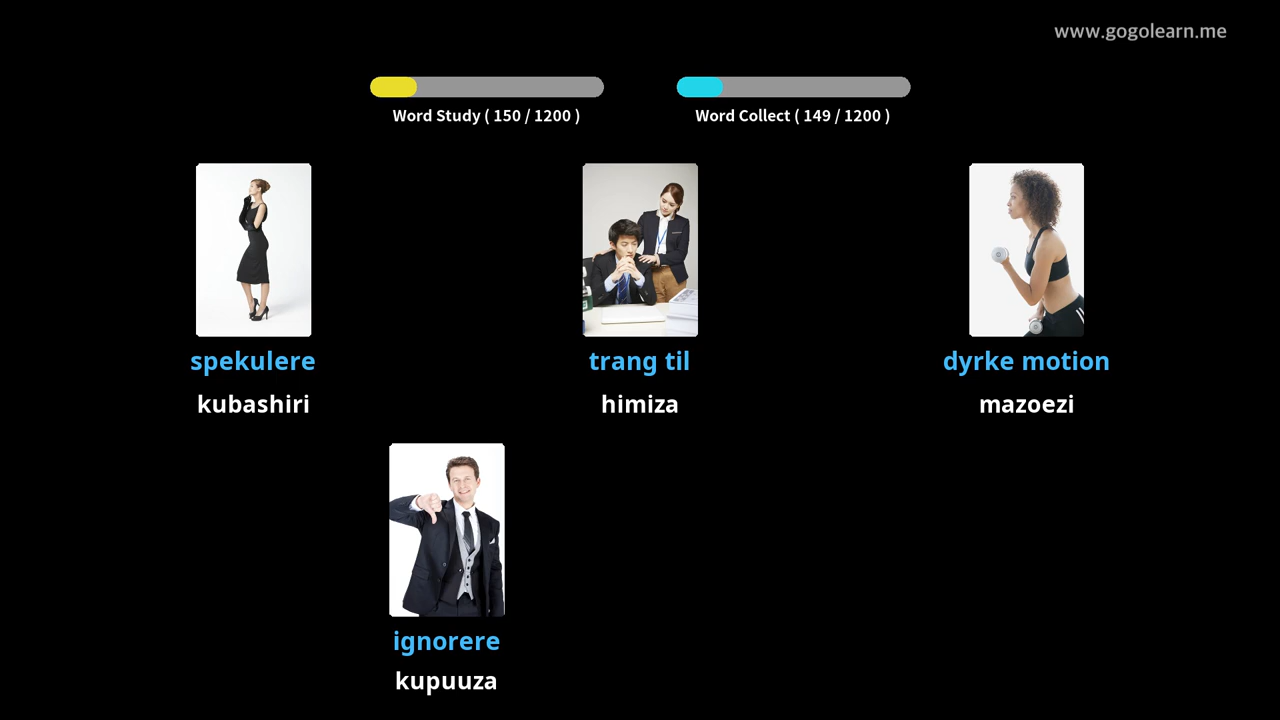 www.gogolearn.me
Word Study ( 150 / 1200 )
Word Collect ( 149 / 1200 )
spekulere
trang til
dyrke motion
kubashiri
himiza
mazoezi
ignorere
kupuuza